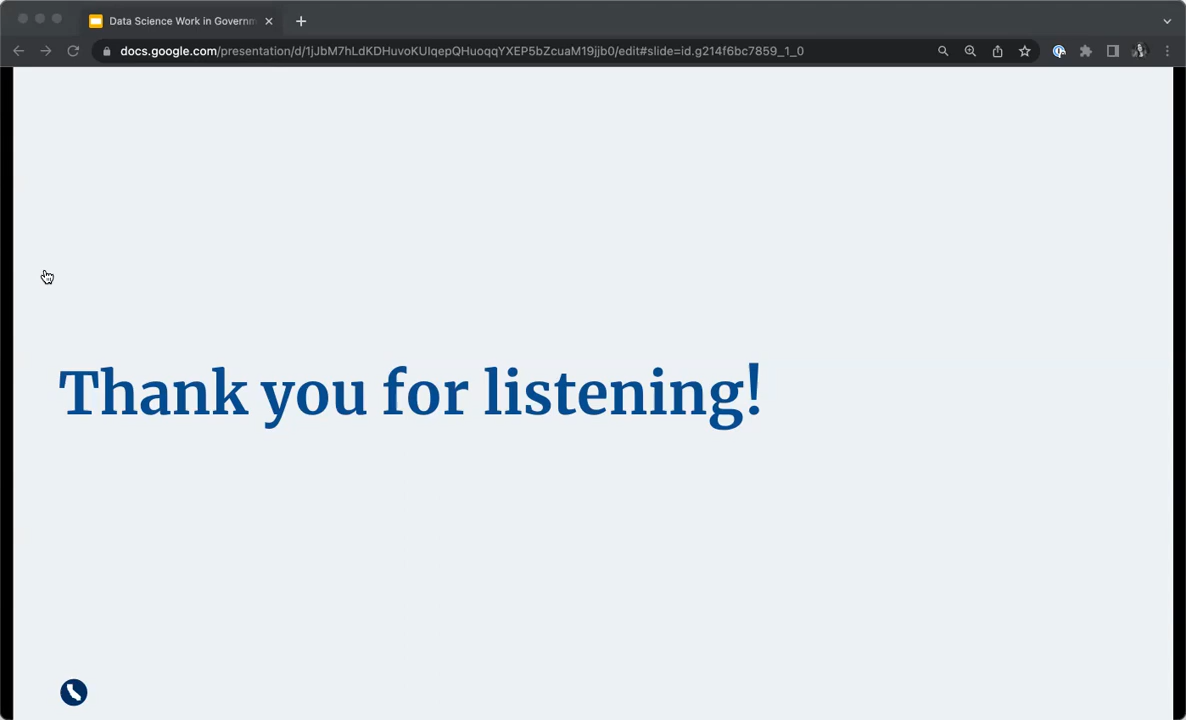 Data Science Work in Governm
docs.google.com/presentation/d/1jJbM7hLdKDHuvoKUIqepQHuoqqYXEP5bZcuaM19jjb0/edit#slide=id.g214f6bc7859_1_0
Thank you for listening!